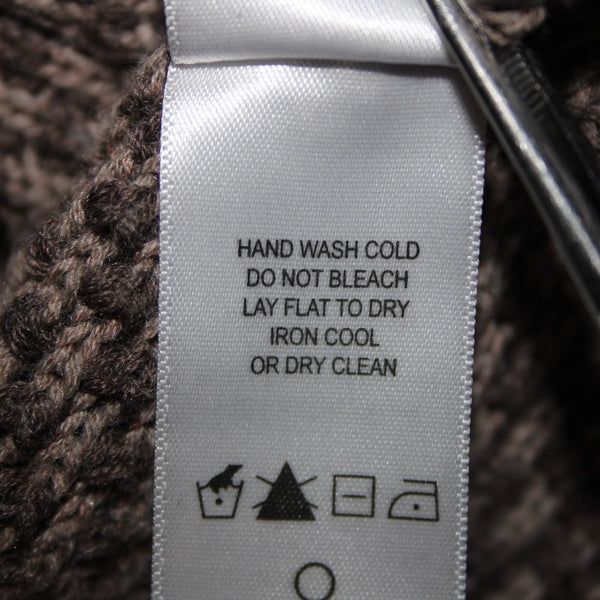 HAND WASH COLD
DO NOT BLEACH
LAY FLAT TO DRY
IRON COOL
OR DRY CLEAN